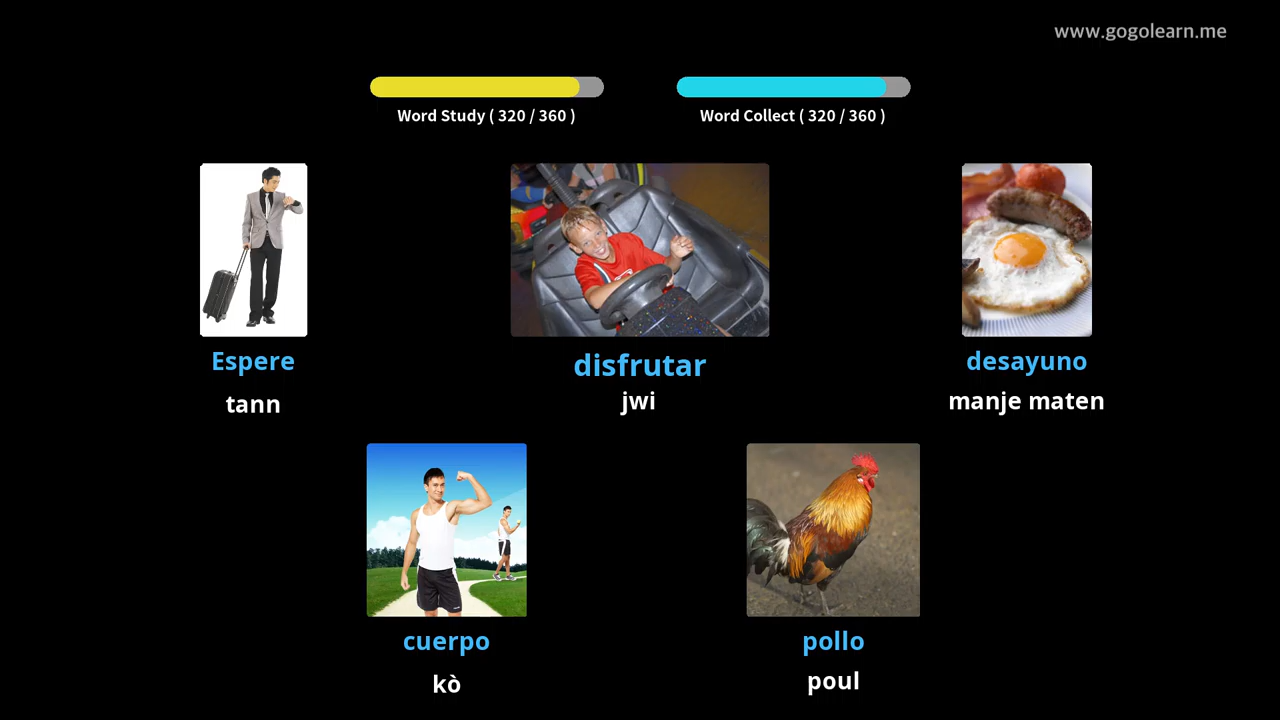 www.gogolearn.me
Word Study ( 320 / 360 )
Word Collect ( 320 / 360 )
Espere
disfrutar
desayuno
tann
jwi
manje maten
cuerpo
pollo
kò
poul